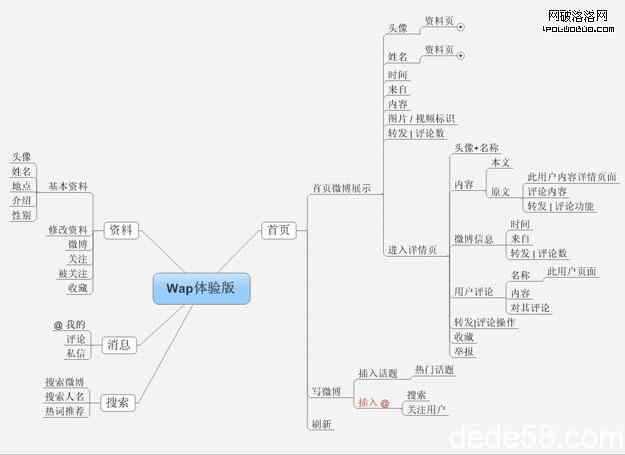 网破落落网
iPoLuoLuo.COM
Wap体验版
首页
首页微博展示
头像
资料页
姓名
资料页
时间
来自
内容
图片 / 视频标识
转发 | 评论数
进入详情页
头像+名称
内容
本文
原文
此用户内容详情页面
评论内容
转发 | 评论功能
微博信息
时间
来自
转发 | 评论数
用户评论
名称
此用户页面
内容
对其评论
转发|评论操作
收藏
举报
写微博
插入话题
热门话题
插入 @
搜索
关注用户
刷新
资料
基本资料
头像
姓名
地点
介绍
性别
修改资料
微博
关注
被关注
收藏
消息
@ 我的
评论
私信
搜索
搜索微博
搜索人名
热词推荐
dede58.com